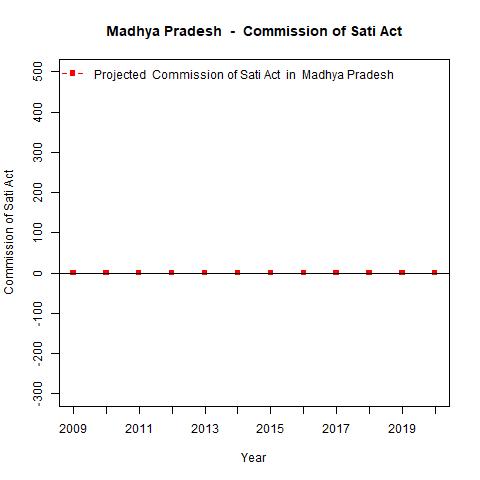 Madhya Pradesh - Commission of Sati Act
Projected Commission of Sati Act in Madhya Pradesh
Commission of Sati Act
500
400
300
200
100
0
-100
-200
-300
2009 2011 2013 2015 2017 2019
Year